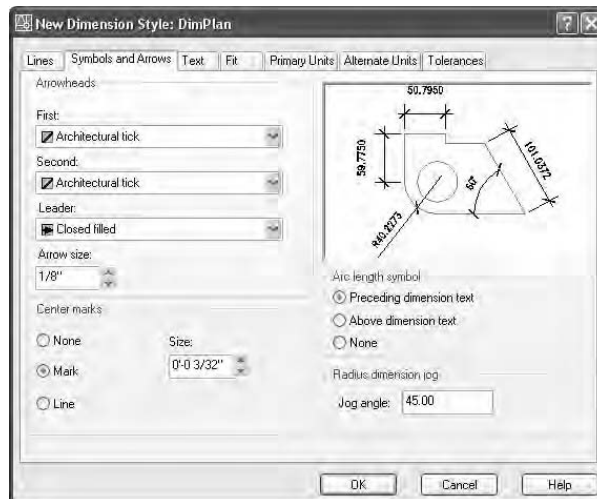 New Dimension Style: DimPlan
Lines
Symbols and Arrows
Text
Fit
Primary Units
Alternate Units
Tolerances
Arrowheads
First:
Architectural tick
Second:
Architectural tick
Leader:
Closed filled
Arrow size:
1/8"
Center marks
None
Mark
Line
Size:
0'-0 3/32"
50.7950
59.7750
101.0372
60°
R40.2273
Arc length symbol
Preceding dimension text
Above dimension text
None
Radius dimension jog
Jog angle: 45.00
OK
Cancel
Help